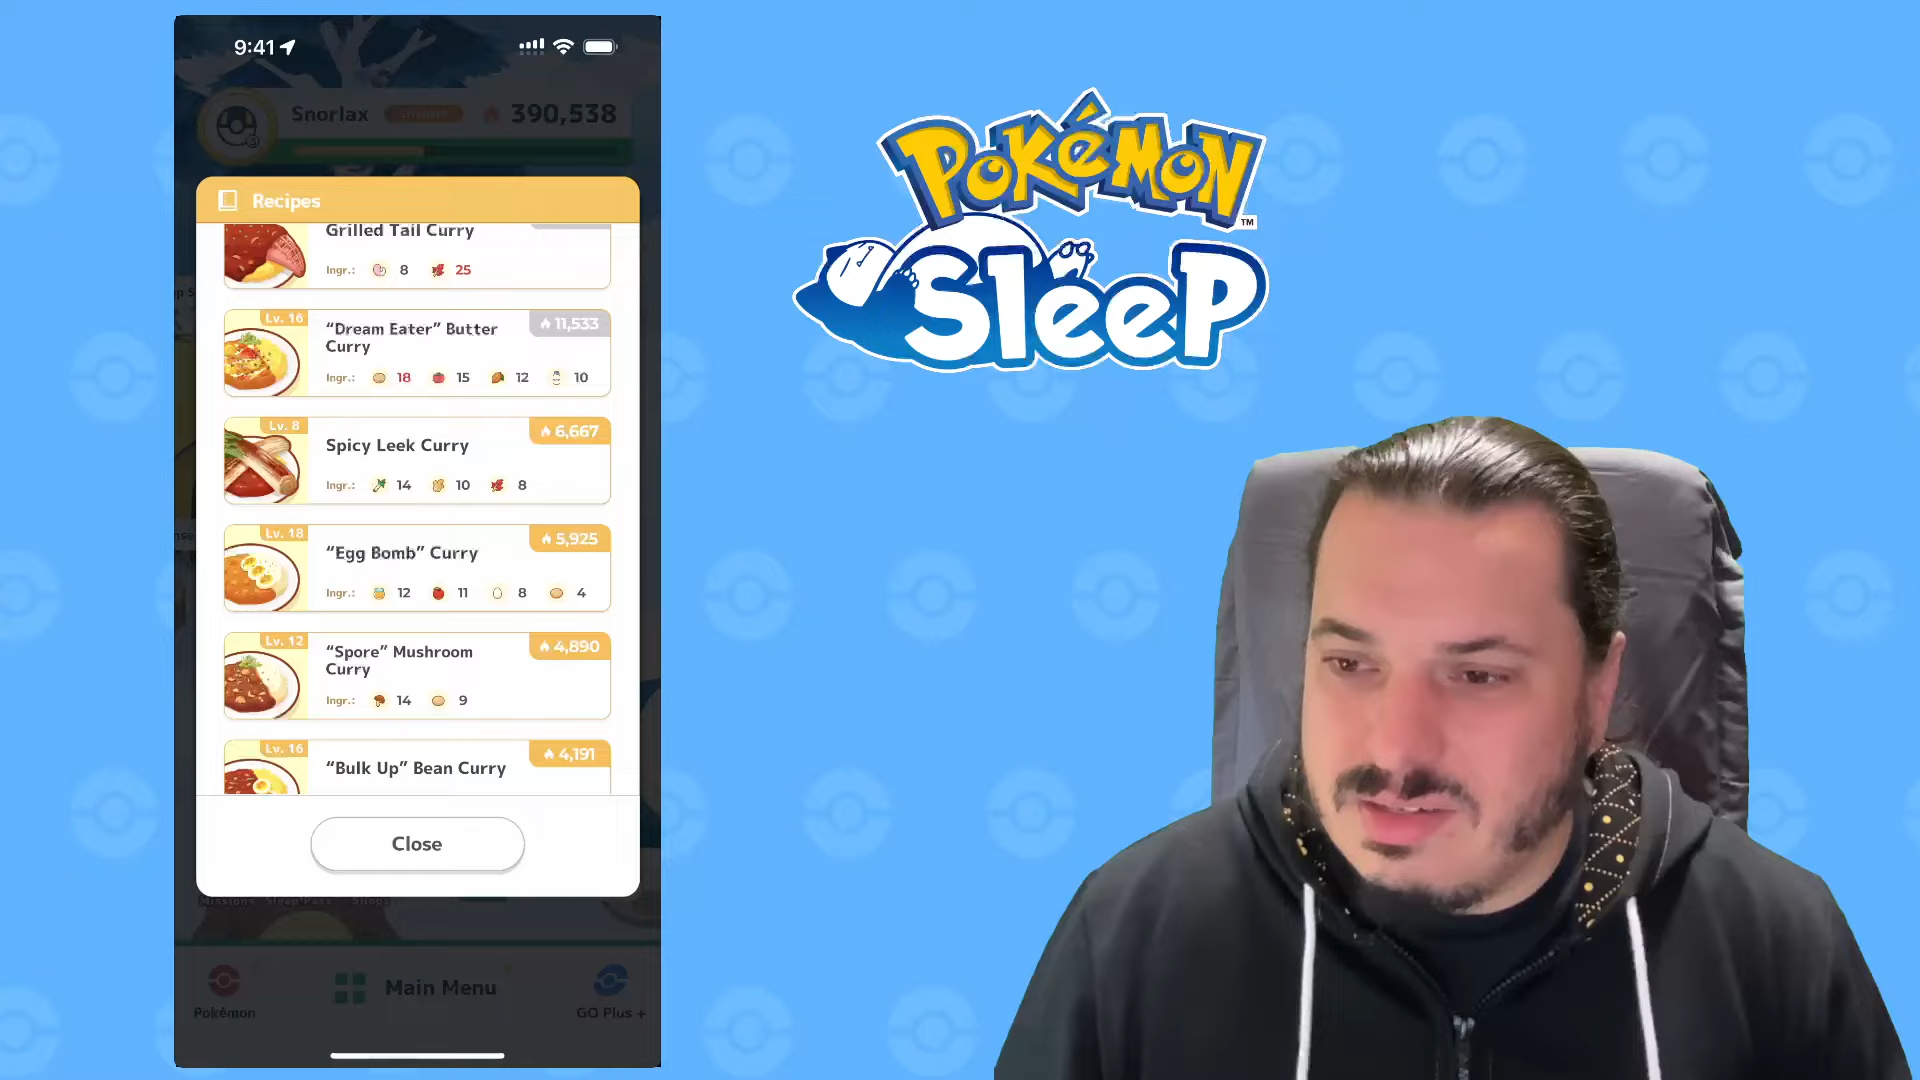 9:41
Snorlax
390,538
Recipes
Grilled Tail Curry
Ingr.: 8 25
Lv. 16
“Dream Eater” Butter
Curry
11,533
Ingr.: 18 15 12 10
Lv. 8
Spicy Leek Curry
6,667
Ingr.: 14 10 8
Lv. 18
“Egg Bomb” Curry
5,925
Ingr.: 12 11 8 4
Lv. 12
“Spore” Mushroom
Curry
4,890
Ingr.: 14 9
Lv. 16
“Bulk Up” Bean Curry
4,191
Close
Missions Sleep Pass
Main Menu
Pokémon
GO Plus +
POKéMON
TM
Sleep